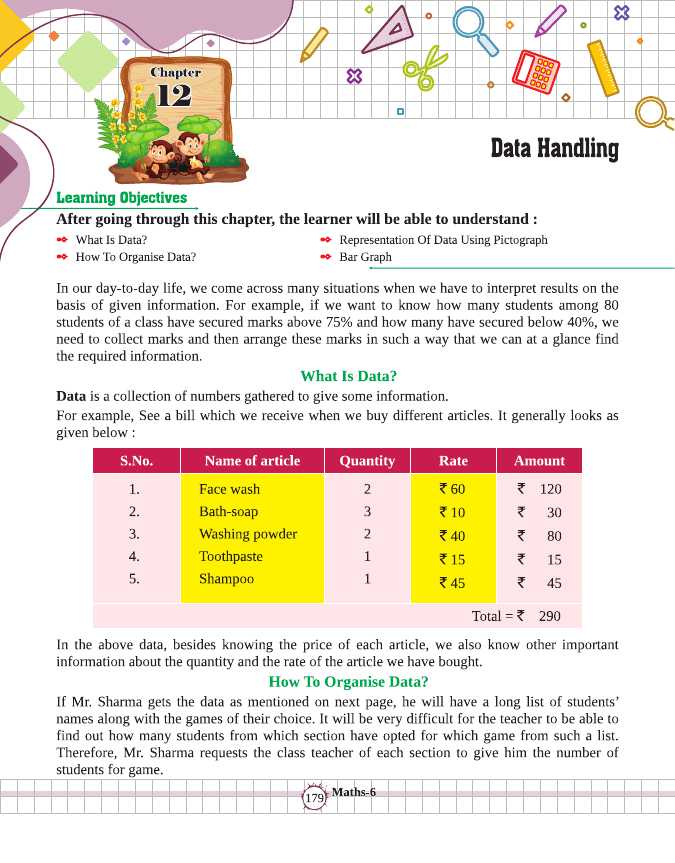 Chapter
12
Data Handling
Learning Objectives
After going through this chapter, the learner will be able to understand :
What Is Data?
Representation Of Data Using Pictograph
How To Organise Data?
Bar Graph
In our day-to-day life, we come across many situations when we have to interpret results on the
basis of given information. For example, if we want to know how many students among 80
students of a class have secured marks above 75% and how many have secured below 40%, we
need to collect marks and then arrange these marks in such a way that we can at a glance find
the required information.
What Is Data?
Data is a collection of numbers gathered to give some information.
For example, See a bill which we receive when we buy different articles. It generally looks as
given below :
S.No. Name of article Quantity Rate Amount
1. Face wash 2 ₹ 60 ₹ 120
2. Bath-soap 3 ₹ 10 ₹ 30
3. Washing powder 2 ₹ 40 ₹ 80
4. Toothpaste 1 ₹ 15 ₹ 15
5. Shampoo 1 ₹ 45 ₹ 45
Total = ₹ 290
In the above data, besides knowing the price of each article, we also know other important
information about the quantity and the rate of the article we have bought.
How To Organise Data?
If Mr. Sharma gets the data as mentioned on next page, he will have a long list of students’
names along with the games of their choice. It will be very difficult for the teacher to be able to
find out how many students from which section have opted for which game from such a list.
Therefore, Mr. Sharma requests the class teacher of each section to give him the number of
students for game.
179 Maths-6